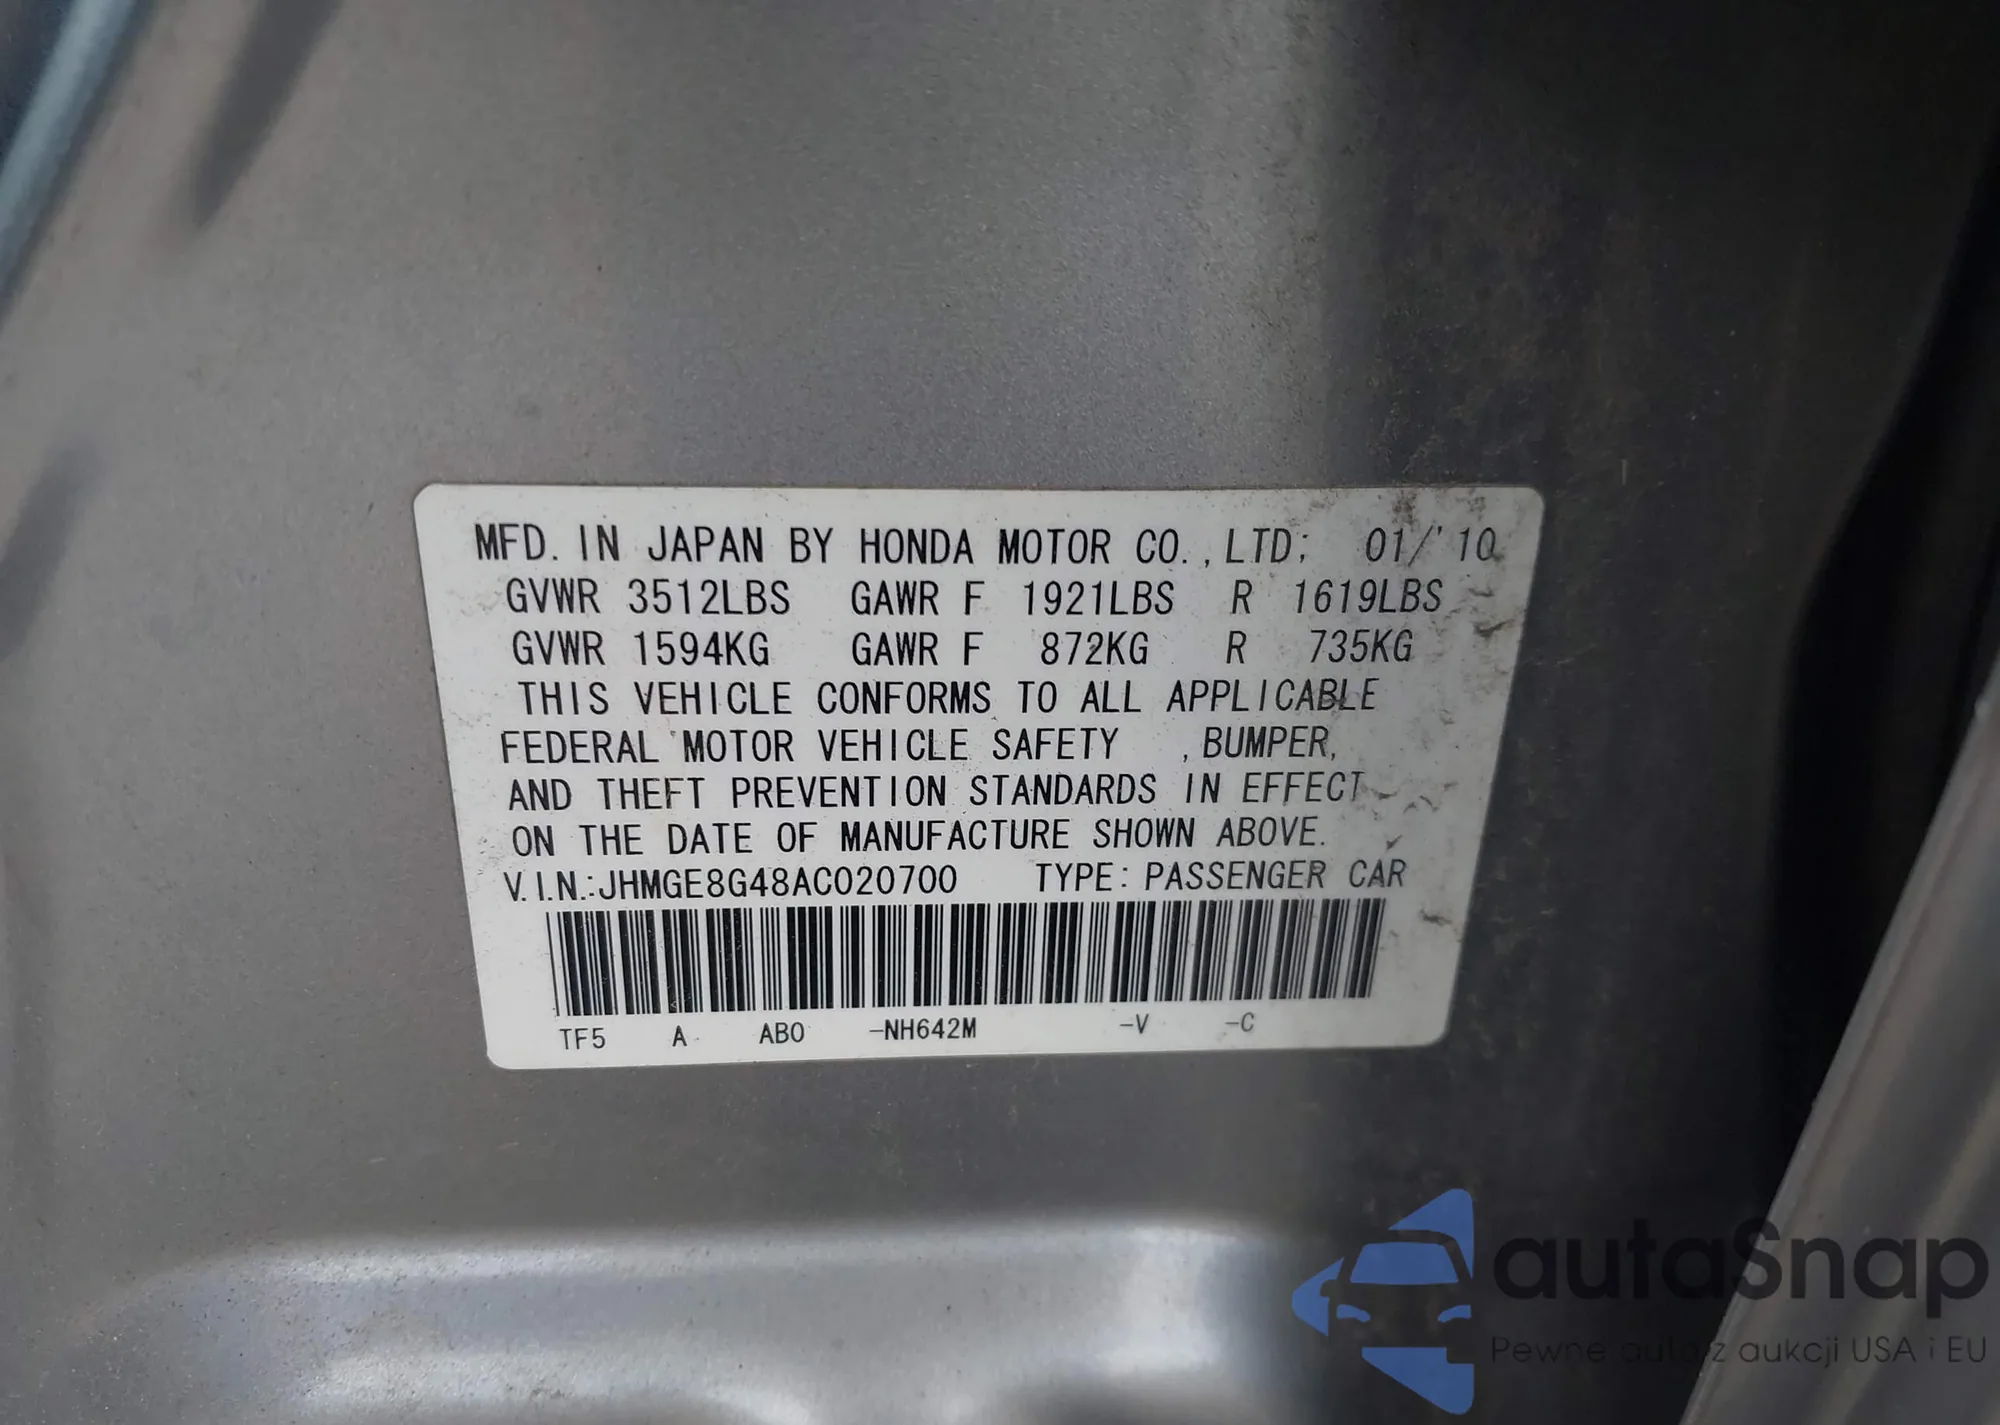 MFD. IN JAPAN BY HONDA MOTOR CO., LTD; 01/'10
GVWR 3512LBS GAWR F 1921LBS R 1619LBS
GVWR 1594KG GAWR F 872KG R 735KG
THIS VEHICLE CONFORMS TO ALL APPLICABLE
FEDERAL MOTOR VEHICLE SAFETY , BUMPER,
AND THEFT PREVENTION STANDARDS IN EFFECT
ON THE DATE OF MANUFACTURE SHOWN ABOVE.
V.I.N.:JHMGE8G48AC020700 TYPE: PASSENGER CAR
TF5 A AB0 -NH642M -V -C
autaSnap
Pewne auta z aukcji USA i EU